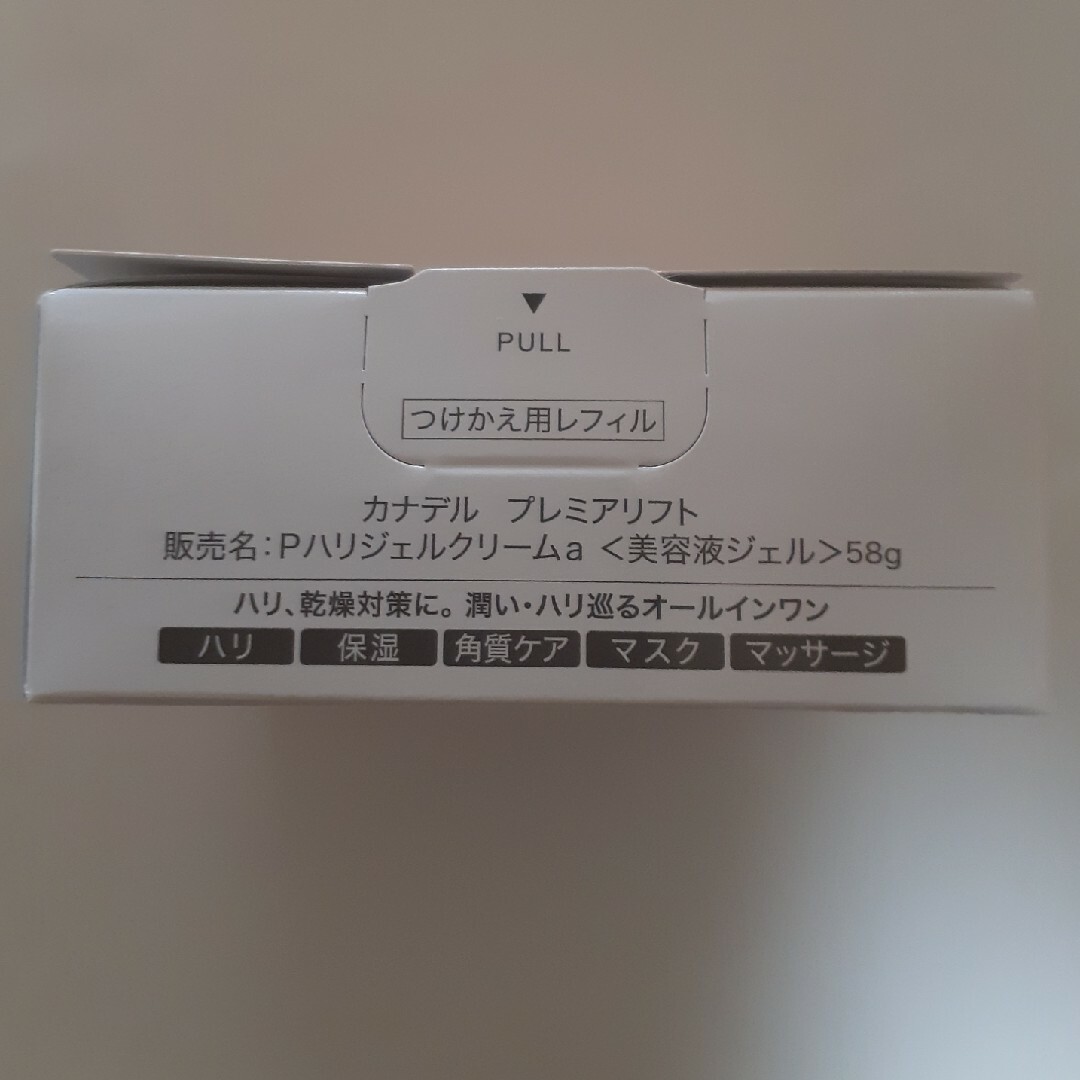 ▼
PULL
つけかえ用レフィル
カナデル プレミアリフト
販売名：Pハリジェルクリームa ＜美容液ジェル＞58g
ハリ、乾燥対策に。潤い・ハリ巡るオールインワン
ハリ 保湿 角質ケア マスク マッサージ